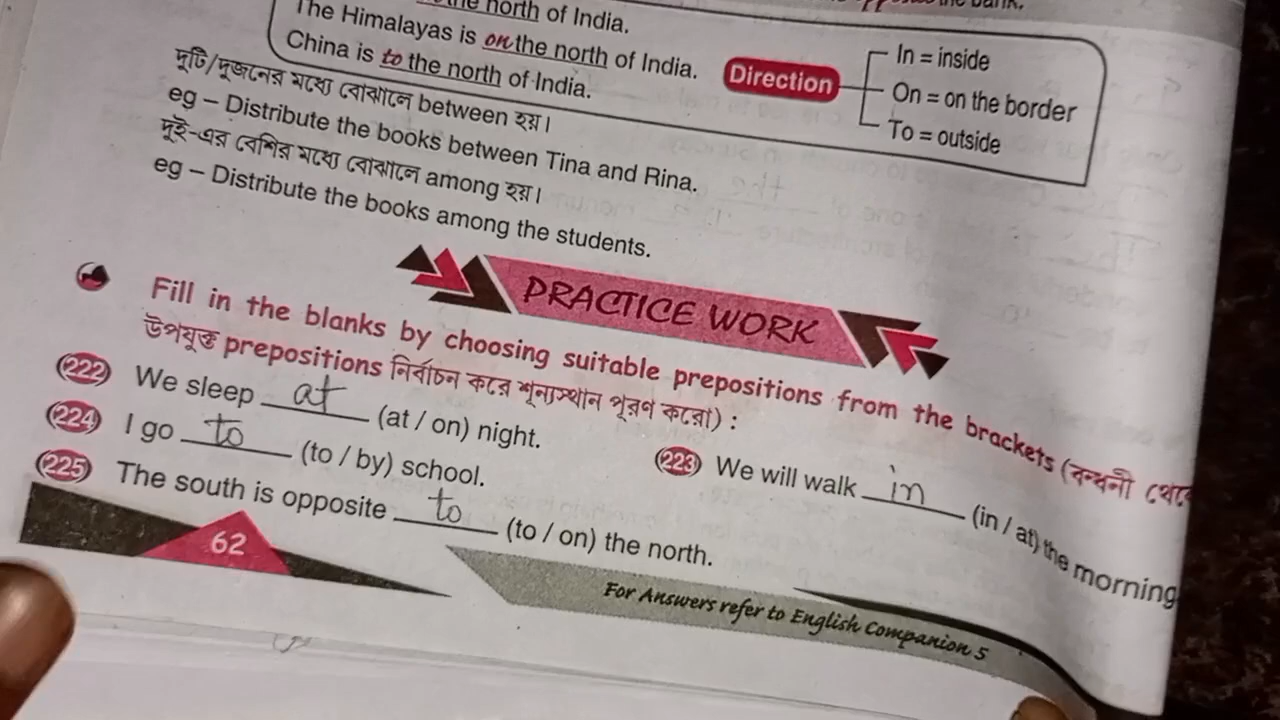 the north of India.
The Himalayas is on the north of India.
China is to the north of India.
Direction
In = inside
On = on the border
To = outside
দুটি/দুজনের মধ্যে বোঝালে between হয়।
eg – Distribute the books between Tina and Rina.
দুই-এর বেশির মধ্যে বোঝালে among হয়।
eg – Distribute the books among the students.
PRACTICE WORK
Fill in the blanks by choosing suitable prepositions from the brackets (বন্ধনী থেকে
উপযুক্ত prepositions নির্বাচন করে শূন্যস্থান পূরণ করো) :
(222) We sleep at (at / on) night.
(223) We will walk in (in / at) the morning
(224) I go to (to / by) school.
(225) The south is opposite to (to / on) the north.
62
For Answers refer to English Companion 5